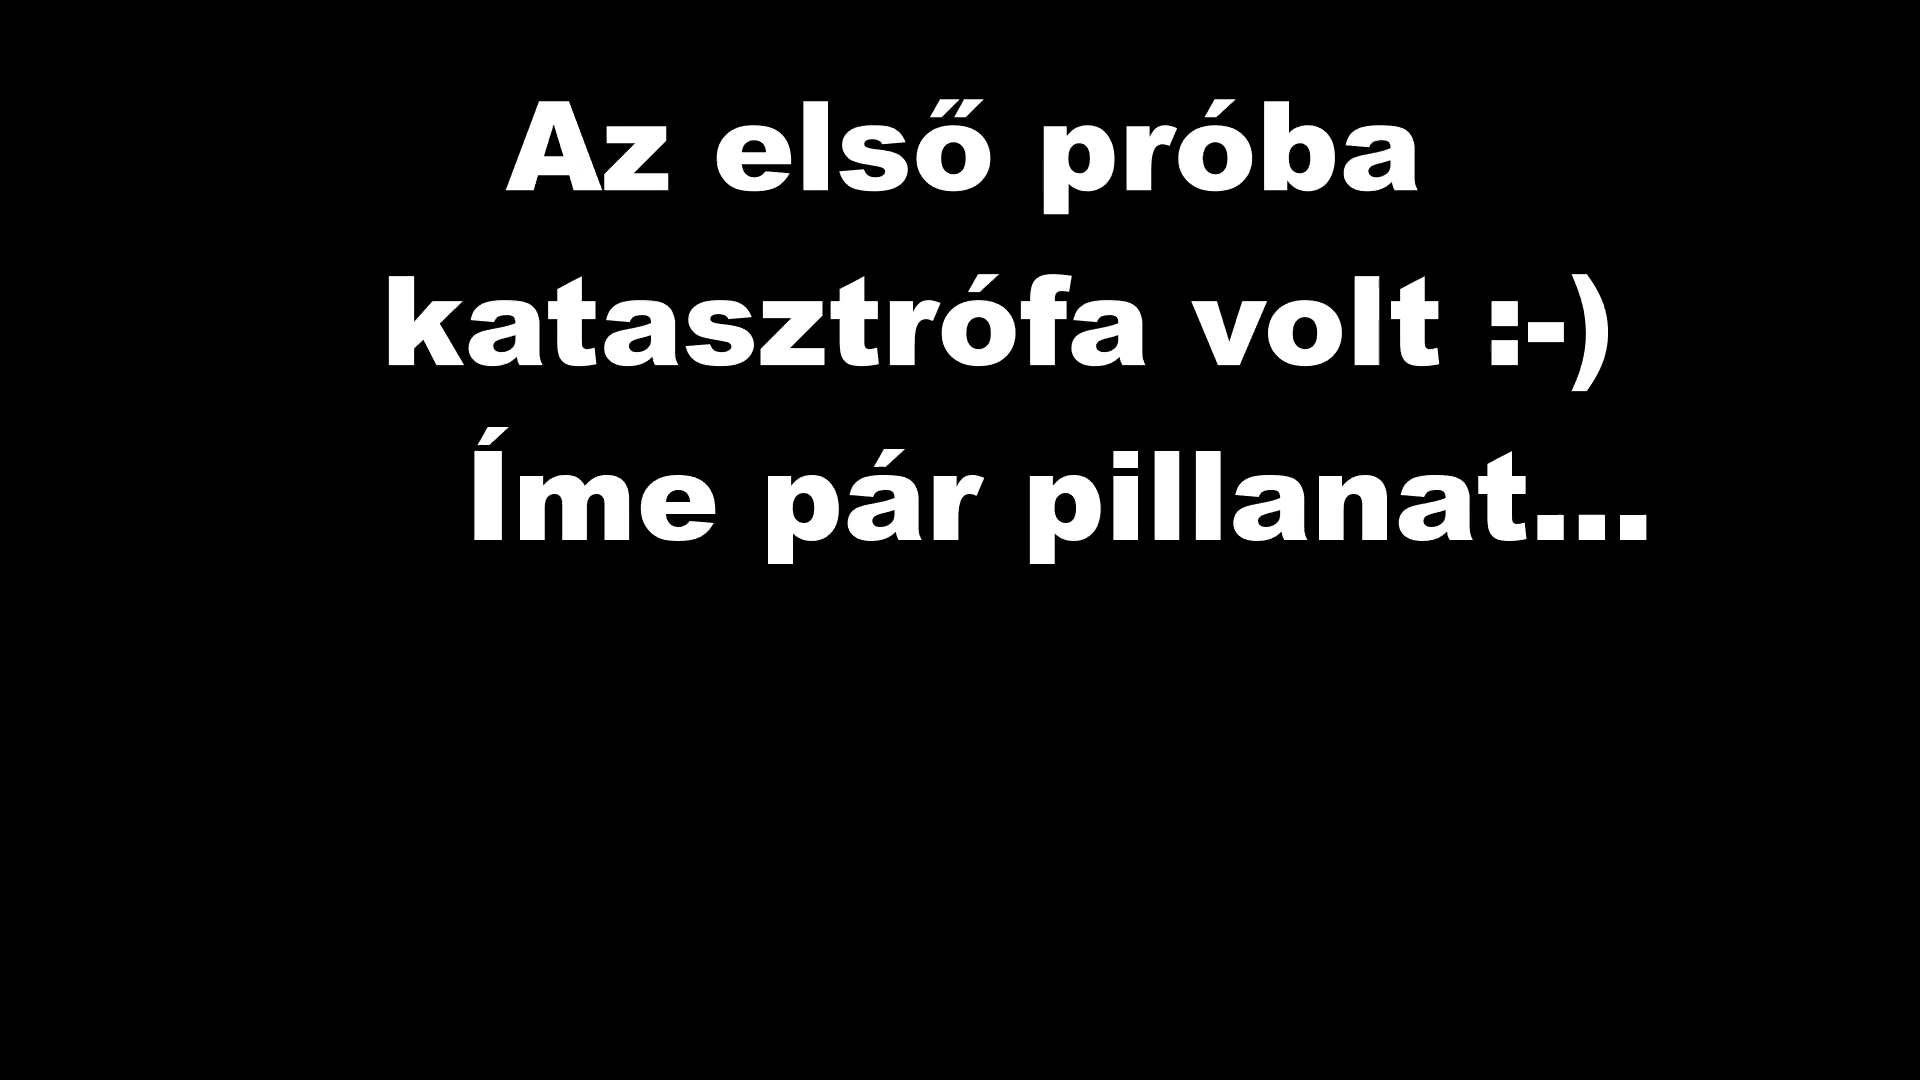 Az első próba
katasztrófa volt :-)
Íme pár pillanat...